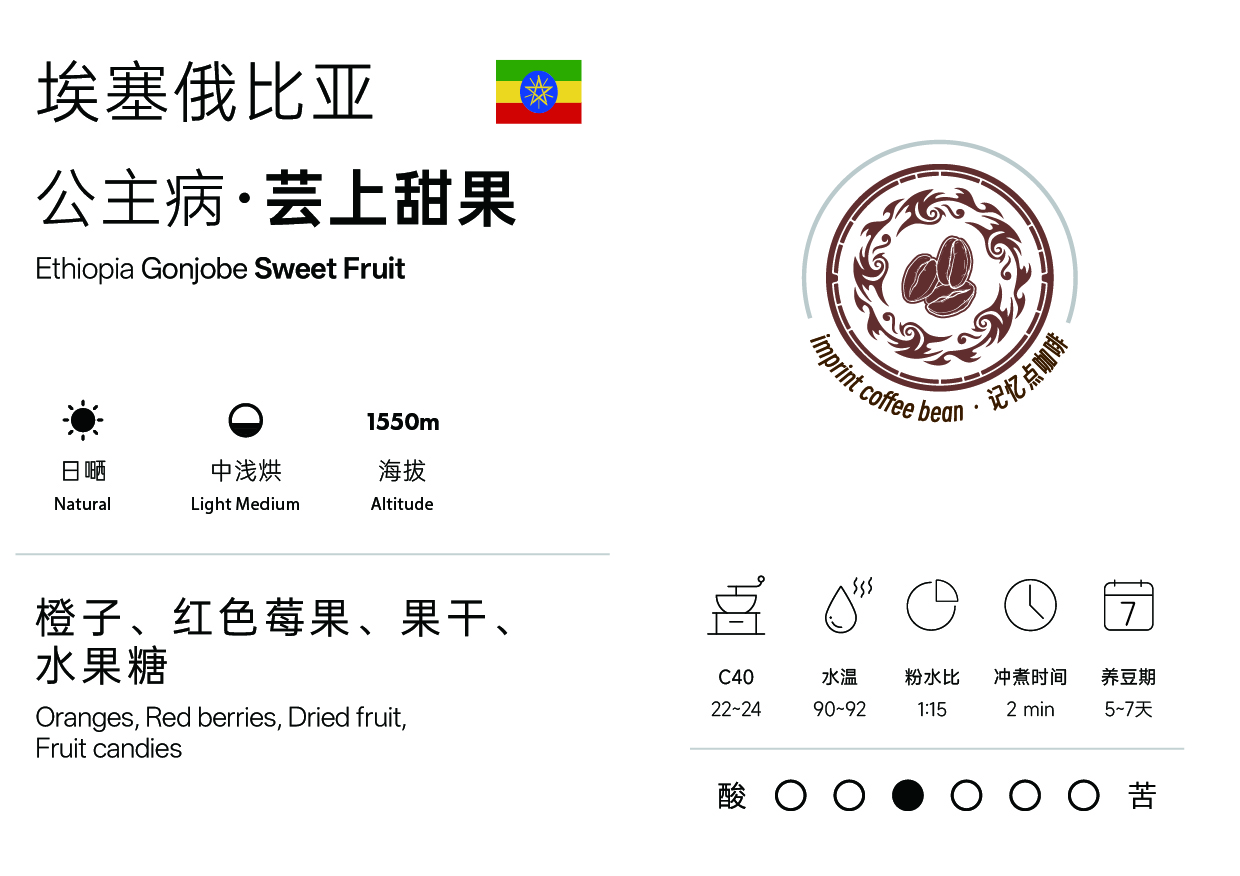 埃塞俄比亚
公主病·芸上甜果
Ethiopia Gonjobe Sweet Fruit
1550m
日晒
中浅烘
海拔
Natural
Light Medium
Altitude
橙子、红色莓果、果干、
水果糖
Oranges, Red berries, Dried fruit,
Fruit candies
imprint coffee bean · 记忆点咖啡
7
C40
水温
粉水比
冲煮时间
养豆期
22~24
90~92
1:15
2 min
5~7天
酸
苦